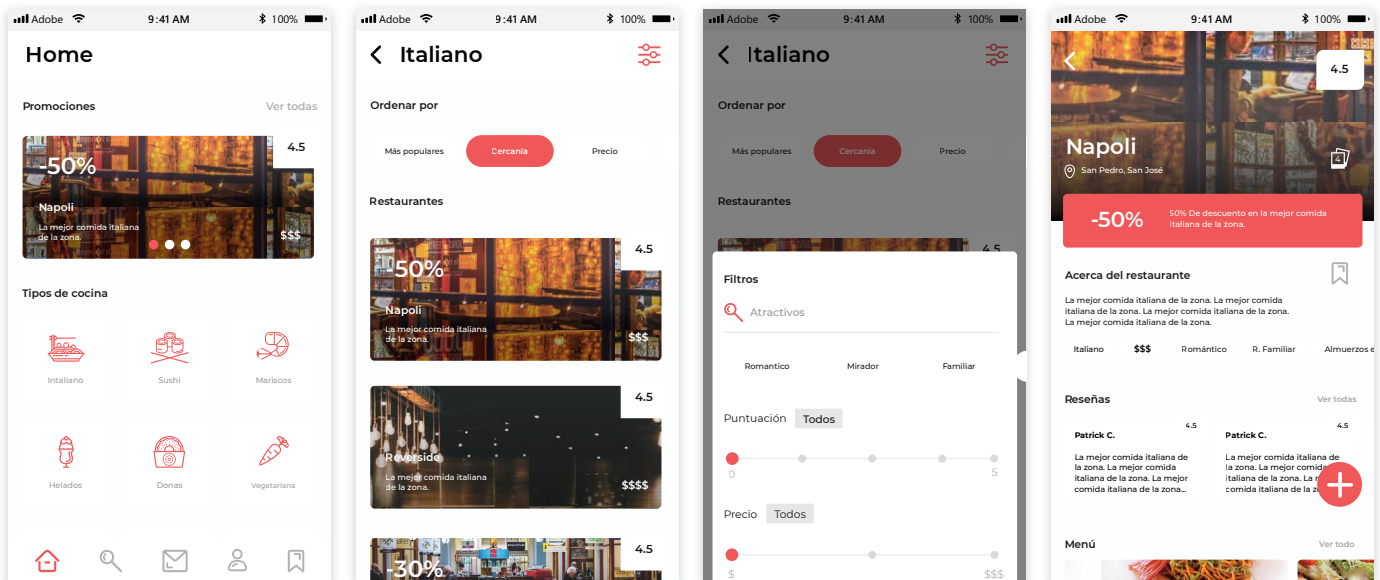 Adobe 9:41 AM 100%
Home
Promociones Ver todas
4.5
-50%
Napoli
La mejor comida italiana
de la zona.
$$$
Tipos de cocina
Intaliano Sushi Mariscos
Helados Donas Vegetariana
Adobe 9:41 AM 100%
Italiano
Ordenar por
Más populares Cercanía Precio
Restaurantes
4.5
-50%
Napoli
La mejor comida italiana
de la zona.
$$$
4.5
Reverside
La mejor comida italiana
de la zona.
$$$$
4.5
-30%
Adobe 9:41 AM 100%
Italiano
Ordenar por
Más populares Cercanía Precio
Restaurantes
4.5
Filtros
Atractivos
Romantico Mirador Familiar
Puntuación Todos
0 5
Precio Todos
$ $$$
Adobe 9:41 AM 100%
4.5
Napoli
4
San Pedro, San José
-50%
50% De descuento en la mejor comida
italiana de la zona.
Acerca del restaurante
La mejor comida italiana de la zona. La mejor comida
italiana de la zona. La mejor comida italiana de la zona.
La mejor comida italiana de la zona.
Italiano $$$ Romántico R. Familiar Almuerzos e
Reseñas Ver todas
4.5
Patrick C.
La mejor comida italiana de
la zona. La mejor comida
italiana de la zona. La mejor
comida italiana de la zona...
4.5
Patrick C.
La mejor comida italiana de
la zona. La mejor comida
italiana de la zona. La
comida italiana de la
Menú Ver todo